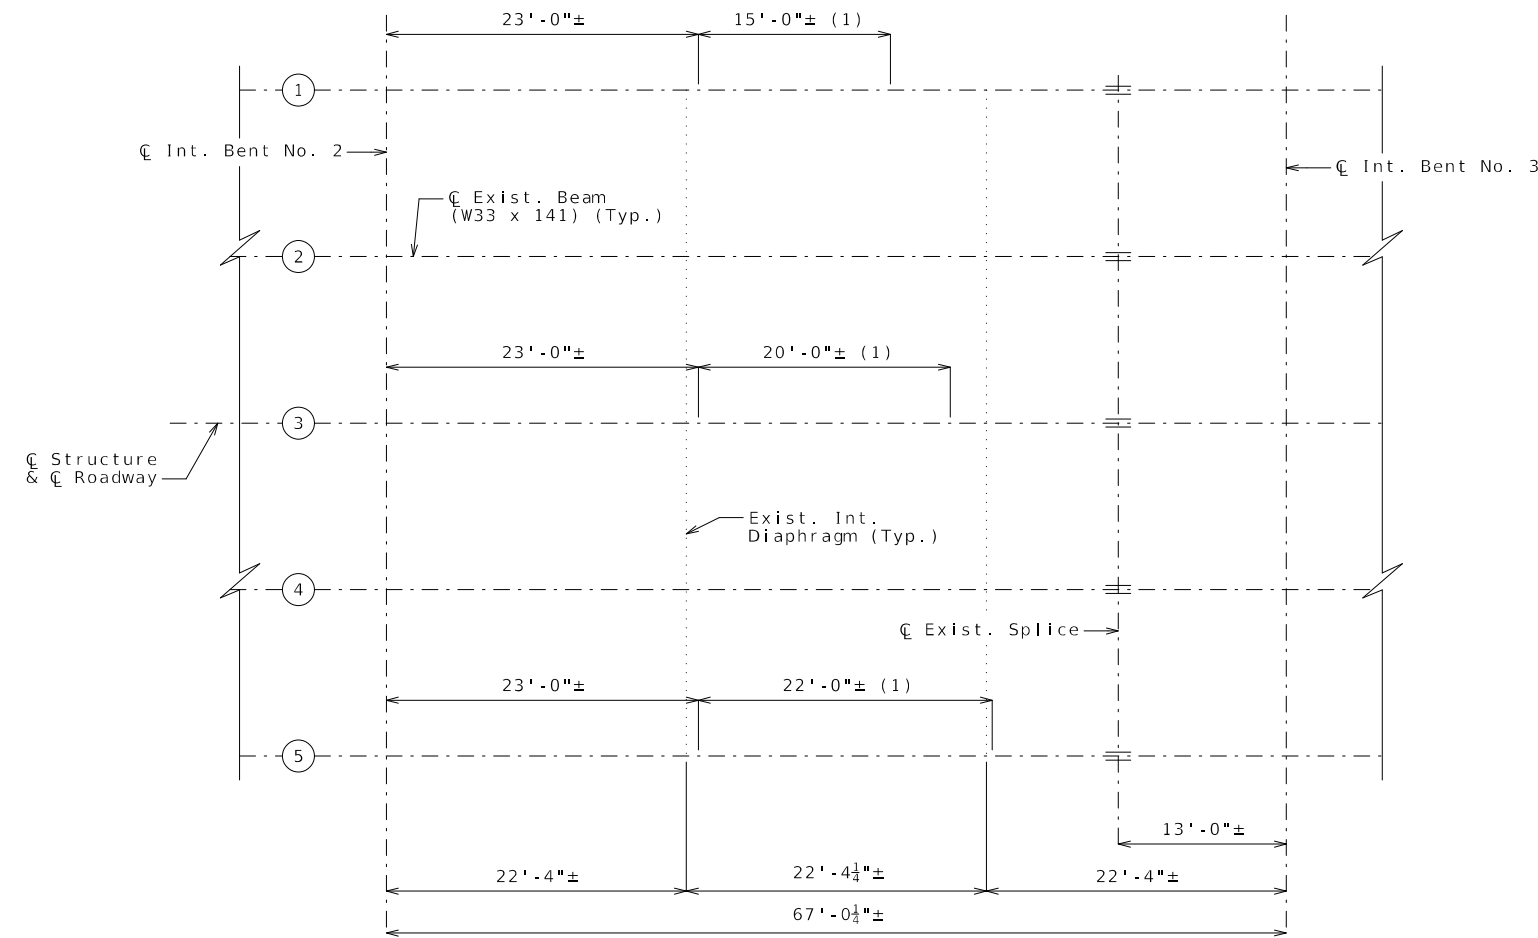 23'-0"± 15'-0"± (1)
1
℄ Int. Bent No. 2
℄ Int. Bent No. 3
℄ Exist. Beam
(W33 x 141) (Typ.)
2
23'-0"± 20'-0"± (1)
3
℄ Structure
& ℄ Roadway
Exist. Int.
Diaphragm (Typ.)
4
℄ Exist. Splice
23'-0"± 22'-0"± (1)
5
13'-0"±
22'-4"± 22'-4¼"± 22'-4"±
67'-0¼"±